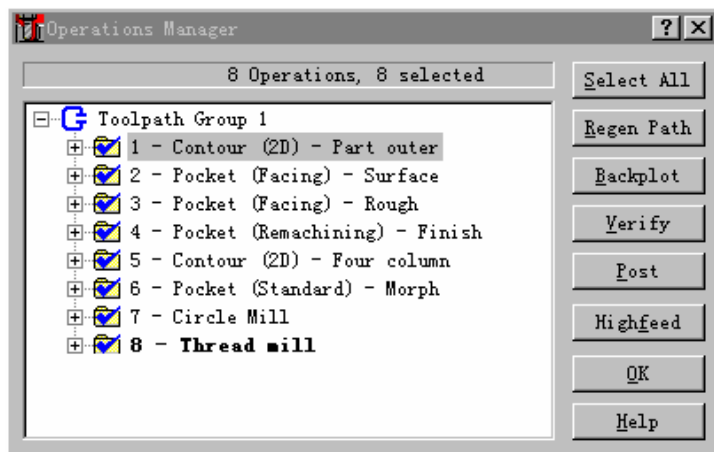 Operations Manager
8 Operations, 8 selected
Toolpath Group 1
1 - Contour (2D) - Part outer
2 - Pocket (Facing) - Surface
3 - Pocket (Facing) - Rough
4 - Pocket (Remachining) - Finish
5 - Contour (2D) - Four column
6 - Pocket (Standard) - Morph
7 - Circle Mill
8 - Thread mill
Select All
Regen Path
Backplot
Verify
Post
Highfeed
OK
Help